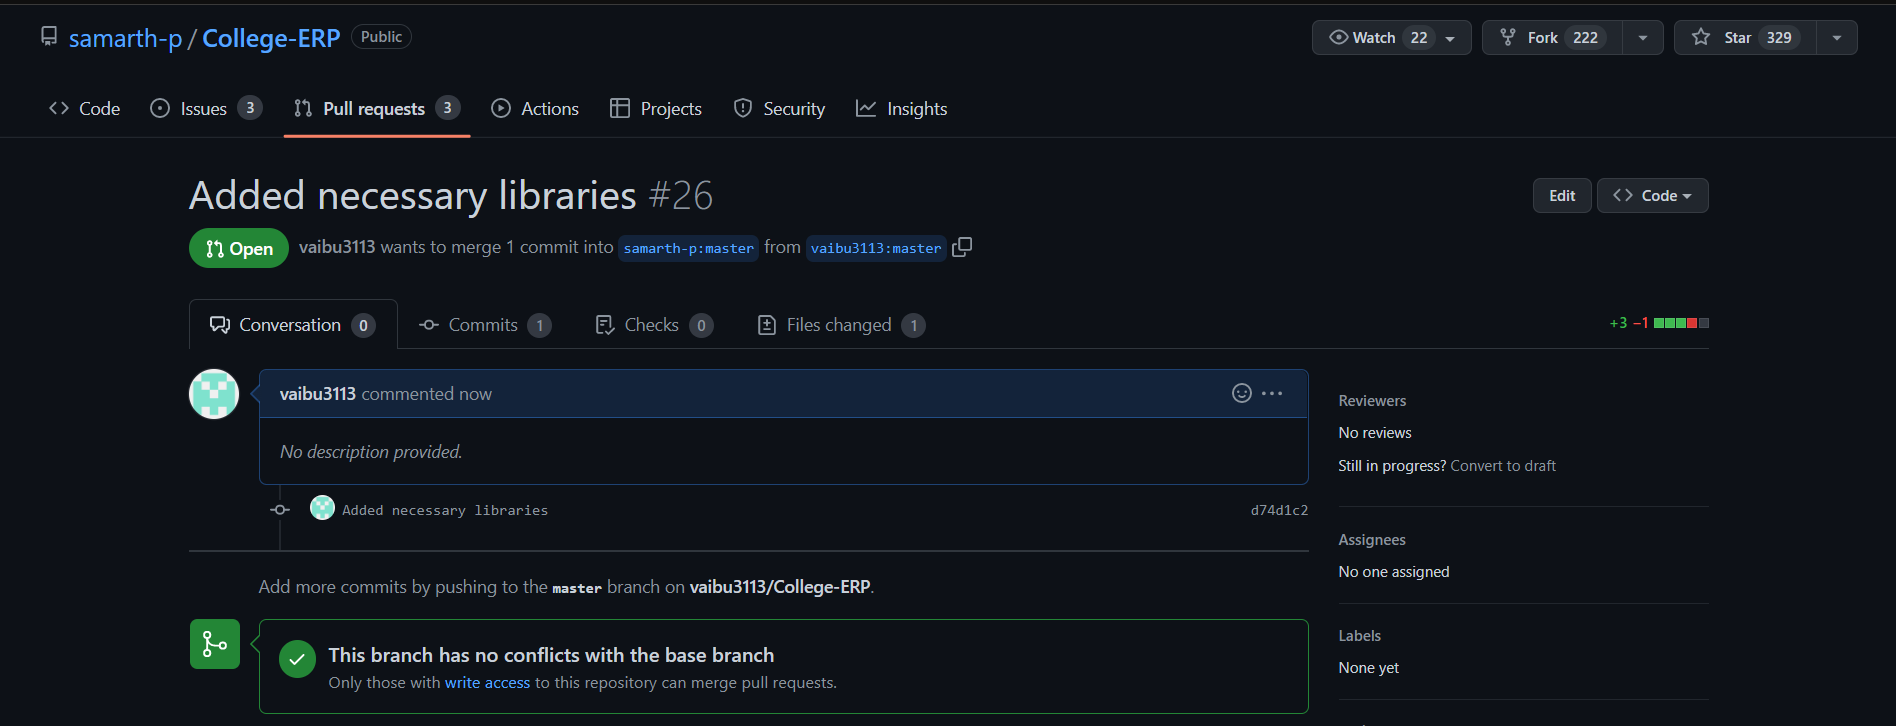 samarth-p / College-ERP Public Watch 22 Fork 222 Star 329
Code Issues 3 Pull requests 3 Actions Projects Security Insights
Added necessary libraries #26 Edit Code
Open vaibu3113 wants to merge 1 commit into samarth-p:master from vaibu3113:master
Conversation 0 Commits 1 Checks 0 Files changed 1 +3 −1
vaibu3113 commented now
No description provided.
Added necessary libraries d74d1c2
Add more commits by pushing to the master branch on vaibu3113/College-ERP.
This branch has no conflicts with the base branch
Only those with write access to this repository can merge pull requests.
Reviewers
No reviews
Still in progress? Convert to draft
Assignees
No one assigned
Labels
None yet